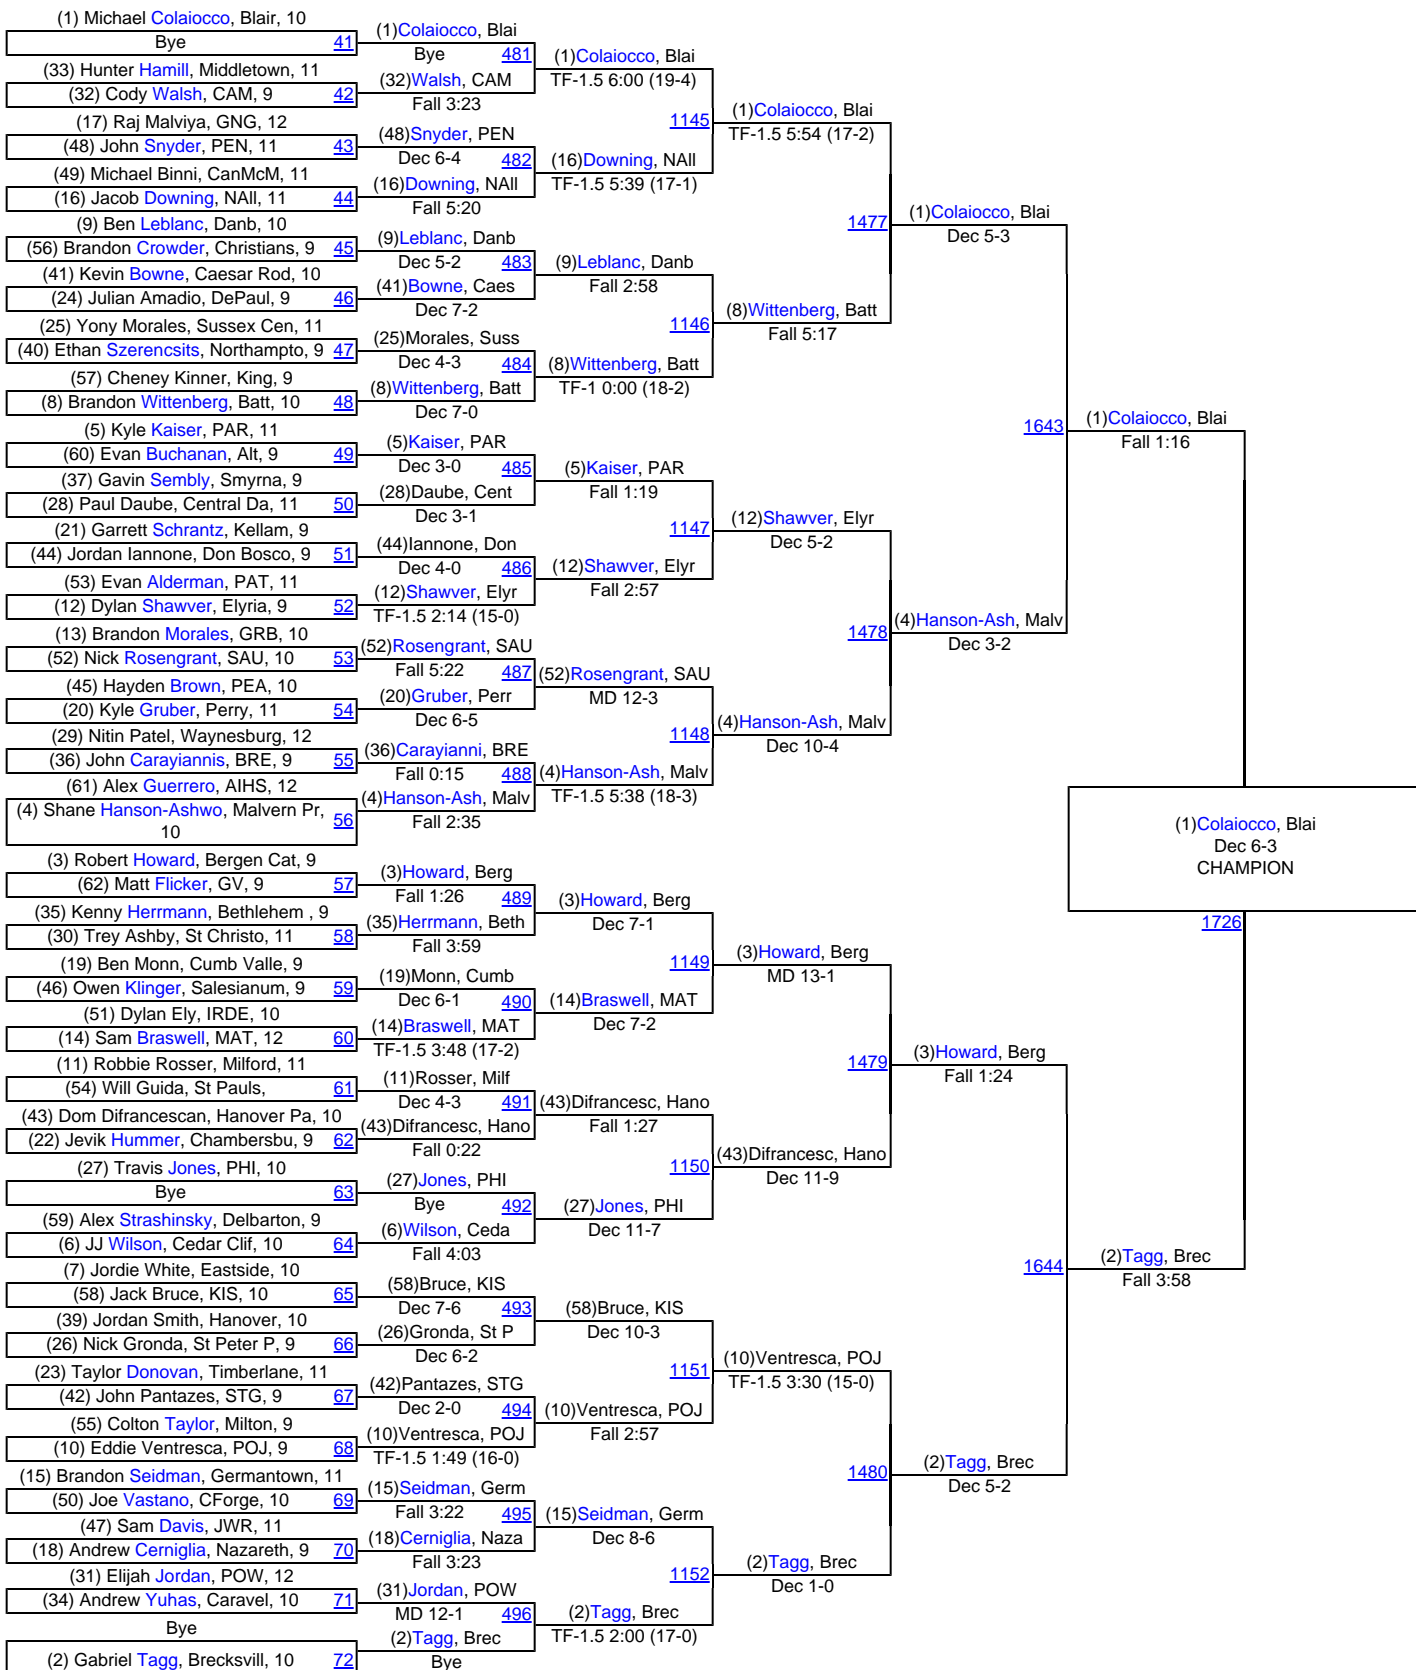 (1) Michael Colaiocco, Blair, 10
Bye 41
(33) Hunter Hamill, Middletown, 11
(32) Cody Walsh, CAM, 9 42
(17) Raj Malviya, GNG, 12
(48) John Snyder, PEN, 11 43
(49) Michael Binni, CanMcM, 11
(16) Jacob Downing, NAll, 11 44
(9) Ben Leblanc, Danb, 10
(56) Brandon Crowder, Christians, 9 45
(41) Kevin Bowne, Caesar Rod, 10
(24) Julian Amadio, DePaul, 9 46
(25) Yony Morales, Sussex Cen, 11
(40) Ethan Szerencsits, Northampto, 9 47
(57) Cheney Kinner, King, 9
(8) Brandon Wittenberg, Batt, 10 48
(5) Kyle Kaiser, PAR, 11
(60) Evan Buchanan, Alt, 9 49
(37) Gavin Sembly, Smyrna, 9
(28) Paul Daube, Central Da, 11 50
(21) Garrett Schrantz, Kellam, 9
(44) Jordan Iannone, Don Bosco, 9 51
(53) Evan Alderman, PAT, 11
(12) Dylan Shawver, Elyria, 9 52
(13) Brandon Morales, GRB, 10
(52) Nick Rosengrant, SAU, 10 53
(45) Hayden Brown, PEA, 10
(20) Kyle Gruber, Perry, 11 54
(29) Nitin Patel, Waynesburg, 12
(36) John Carayiannis, BRE, 9 55
(61) Alex Guerrero, AIHS, 12
(4) Shane Hanson-Ashwo, Malvern Pr,
10 56
(3) Robert Howard, Bergen Cat, 9
(62) Matt Flicker, GV, 9 57
(35) Kenny Herrmann, Bethlehem , 9
(30) Trey Ashby, St Christo, 11 58
(19) Ben Monn, Cumb Valle, 9
(46) Owen Klinger, Salesianum, 9 59
(51) Dylan Ely, IRDE, 10
(14) Sam Braswell, MAT, 12 60
(11) Robbie Rosser, Milford, 11
(54) Will Guida, St Pauls, 61
(43) Dom Difrancescan, Hanover Pa, 10
(22) Jevik Hummer, Chambersbu, 9 62
(27) Travis Jones, PHI, 10
Bye 63
(59) Alex Strashinsky, Delbarton, 9
(6) JJ Wilson, Cedar Clif, 10 64
(7) Jordie White, Eastside, 10
(58) Jack Bruce, KIS, 10 65
(39) Jordan Smith, Hanover, 10
(26) Nick Gronda, St Peter P, 9 66
(23) Taylor Donovan, Timberlane, 11
(42) John Pantazes, STG, 9 67
(55) Colton Taylor, Milton, 9
(10) Eddie Ventresca, POJ, 9 68
(15) Brandon Seidman, Germantown, 11
(50) Joe Vastano, CForge, 10 69
(47) Sam Davis, JWR, 11
(18) Andrew Cerniglia, Nazareth, 9 70
(31) Elijah Jordan, POW, 12
(34) Andrew Yuhas, Caravel, 10 71
Bye
(2) Gabriel Tagg, Brecksvill, 10 72
(1)Colaiocco, Blai
Bye 481
(32)Walsh, CAM
Fall 3:23
(48)Snyder, PEN
Dec 6-4 482
(16)Downing, NAll
Fall 5:20
(9)Leblanc, Danb
Dec 5-2 483
(41)Bowne, Caes
Dec 7-2
(25)Morales, Suss
Dec 4-3 484
(8)Wittenberg, Batt
Dec 7-0
(5)Kaiser, PAR
Dec 3-0 485
(28)Daube, Cent
Dec 3-1
(44)Iannone, Don
Dec 4-0 486
(12)Shawver, Elyr
TF-1.5 2:14 (15-0)
(52)Rosengrant, SAU
Fall 5:22 487
(20)Gruber, Perr
Dec 6-5
(36)Carayianni, BRE
Fall 0:15 488
(4)Hanson-Ash, Malv
Fall 2:35
(3)Howard, Berg
Fall 1:26 489
(35)Herrmann, Beth
Fall 3:59
(19)Monn, Cumb
Dec 6-1 490
(14)Braswell, MAT
TF-1.5 3:48 (17-2)
(11)Rosser, Milf
Dec 4-3 491
(43)Difrancesc, Hano
Fall 0:22
(27)Jones, PHI
Bye 492
(6)Wilson, Ceda
Fall 4:03
(58)Bruce, KIS
Dec 7-6 493
(26)Gronda, St P
Dec 6-2
(42)Pantazes, STG
Dec 2-0 494
(10)Ventresca, POJ
TF-1.5 1:49 (16-0)
(15)Seidman, Germ
Fall 3:22 495
(18)Cerniglia, Naza
Fall 3:23
(31)Jordan, POW
MD 12-1 496
(2)Tagg, Brec
Bye
(1)Colaiocco, Blai
TF-1.5 6:00 (19-4)
1145
(16)Downing, NAll
TF-1.5 5:39 (17-1)
(9)Leblanc, Danb
Fall 2:58
1146
(8)Wittenberg, Batt
TF-1 0:00 (18-2)
(5)Kaiser, PAR
Fall 1:19
1147
(12)Shawver, Elyr
Fall 2:57
(52)Rosengrant, SAU
MD 12-3
1148
(4)Hanson-Ash, Malv
TF-1.5 5:38 (18-3)
(3)Howard, Berg
Dec 7-1
1149
(14)Braswell, MAT
Dec 7-2
(43)Difrancesc, Hano
Fall 1:27
1150
(27)Jones, PHI
Dec 11-7
(58)Bruce, KIS
Dec 10-3
1151
(10)Ventresca, POJ
Fall 2:57
(15)Seidman, Germ
Dec 8-6
1152
(2)Tagg, Brec
TF-1.5 2:00 (17-0)
(1)Colaiocco, Blai
TF-1.5 5:54 (17-2)
1477
(8)Wittenberg, Batt
Fall 5:17
(12)Shawver, Elyr
Dec 5-2
1478
(4)Hanson-Ash, Malv
Dec 10-4
(3)Howard, Berg
MD 13-1
1479
(43)Difrancesc, Hano
Dec 11-9
(10)Ventresca, POJ
TF-1.5 3:30 (15-0)
1480
(2)Tagg, Brec
Dec 1-0
(1)Colaiocco, Blai
Dec 5-3
1643
(4)Hanson-Ash, Malv
Dec 3-2
(3)Howard, Berg
Fall 1:24
1644
(2)Tagg, Brec
Dec 5-2
(1)Colaiocco, Blai
Fall 1:16
(2)Tagg, Brec
Fall 3:58
(1)Colaiocco, Blai
Dec 6-3
CHAMPION
1726